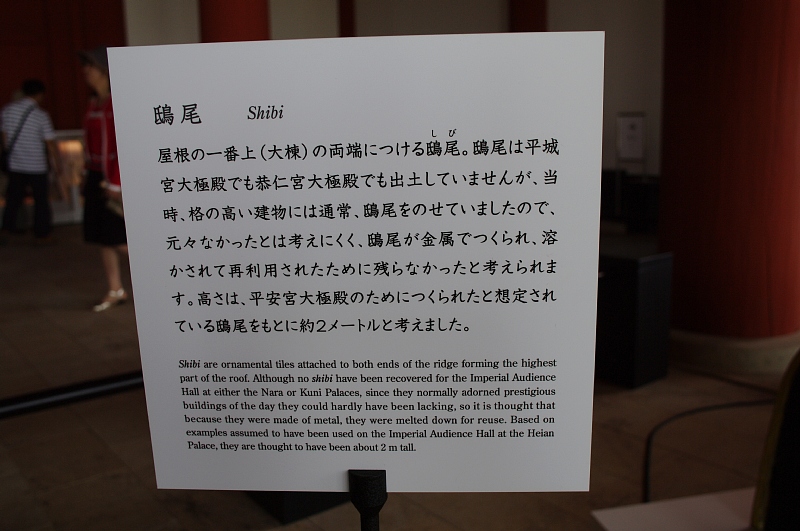 鴟尾 Shibi
屋根の一番上（大棟）の両端につける鴟尾。鴟尾は平城
しび
宮大極殿でも恭仁宮大極殿でも出土していませんが、当
時、格の高い建物には通常、鴟尾をのせていましたので、
元々なかったとは考えにくく、鴟尾が金属でつくられ、溶
かされて再利用されたために残らなかったと考えられま
す。高さは、平安宮大極殿のためにつくられたと想定され
ている鴟尾をもとに約2メートルと考えました。
Shibi are ornamental tiles attached to both ends of the ridge forming the highest
part of the roof. Although no shibi have been recovered for the Imperial Audience
Hall at either the Nara or Kuni Palaces, since they normally adorned prestigious
buildings of the day they could hardly have been lacking, so it is thought that
because they were made of metal, they were melted down for reuse. Based on
examples assumed to have been used on the Imperial Audience Hall at the Heian
Palace, they are thought to have been about 2 m tall.